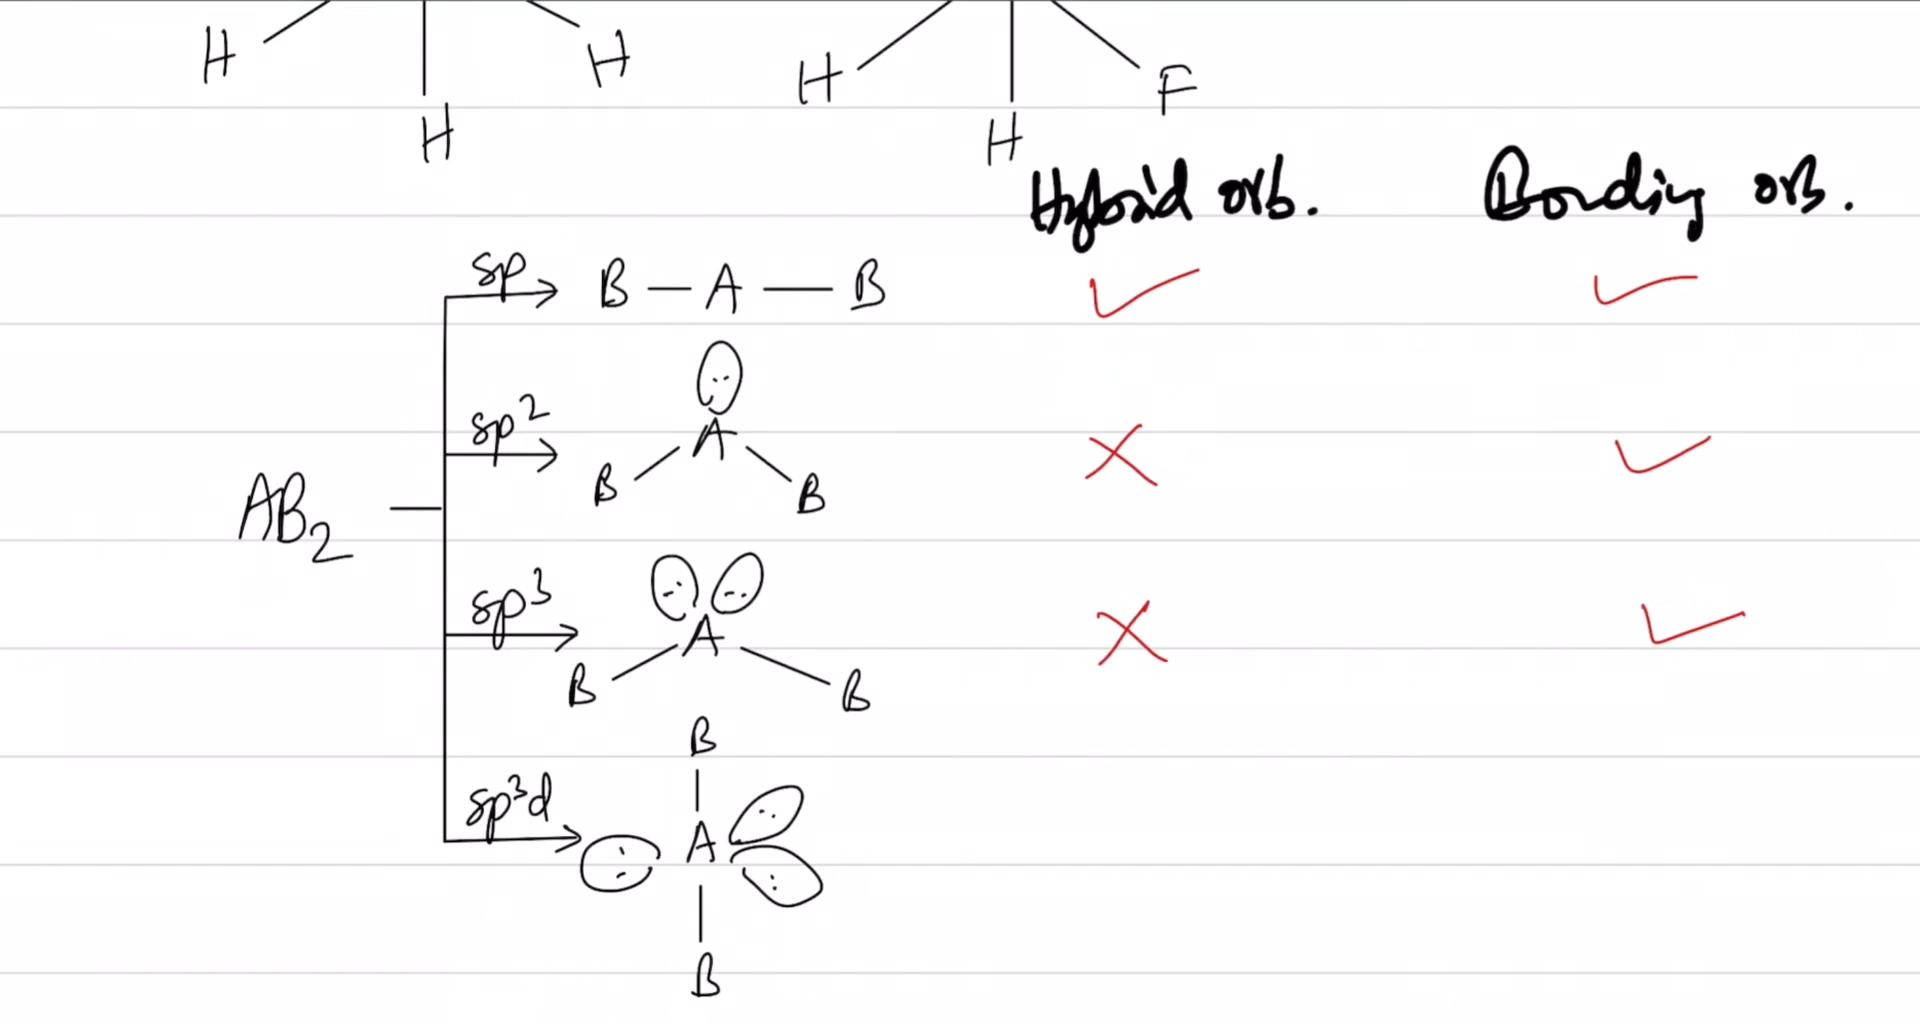 H H H F
H H
Hybrid orb. Bonding orb.
sp B — A — B ✓ ✓
sp² A × ✓
B B
AB₂
sp³ A × ✓
B B
B
sp³d A
B